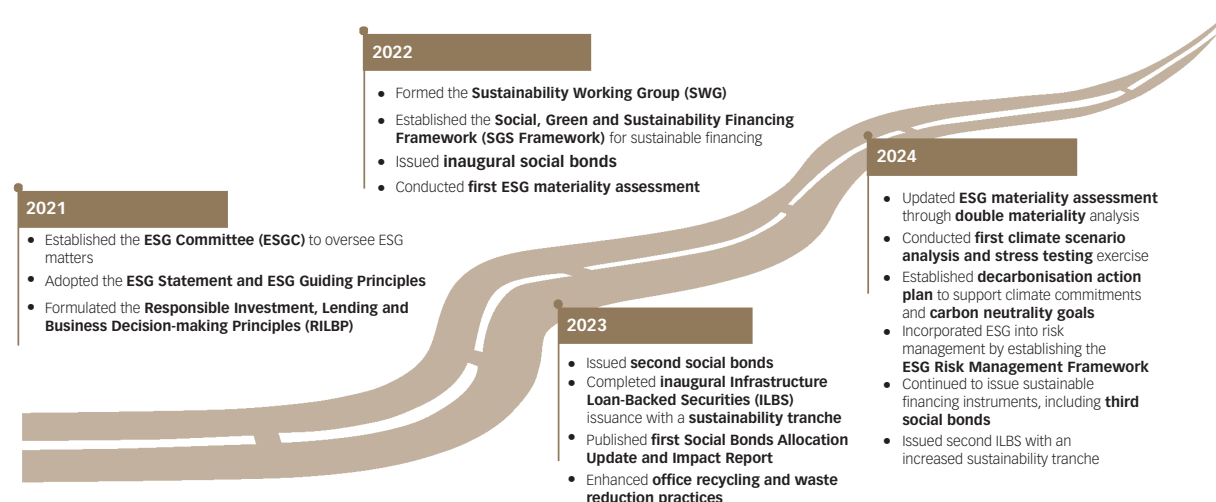 2021
Established the ESG Committee (ESGC) to oversee ESG
matters
Adopted the ESG Statement and ESG Guiding Principles
Formulated the Responsible Investment, Lending and
Business Decision-making Principles (RILBP)
2022
Formed the Sustainability Working Group (SWG)
Established the Social, Green and Sustainability Financing
Framework (SGS Framework) for sustainable financing
Issued inaugural social bonds
Conducted first ESG materiality assessment
2023
Issued second social bonds
Completed inaugural Infrastructure
Loan-Backed Securities (ILBS)
issuance with a sustainability tranche
Published first Social Bonds Allocation
Update and Impact Report
Enhanced office recycling and waste
reduction practices
2024
Updated ESG materiality assessment
through double materiality analysis
Conducted first climate scenario
analysis and stress testing exercise
Established decarbonisation action
plan to support climate commitments
and carbon neutrality goals
Incorporated ESG into risk
management by establishing the
ESG Risk Management Framework
Continued to issue sustainable
financing instruments, including third
social bonds
Issued second ILBS with an
increased sustainability tranche